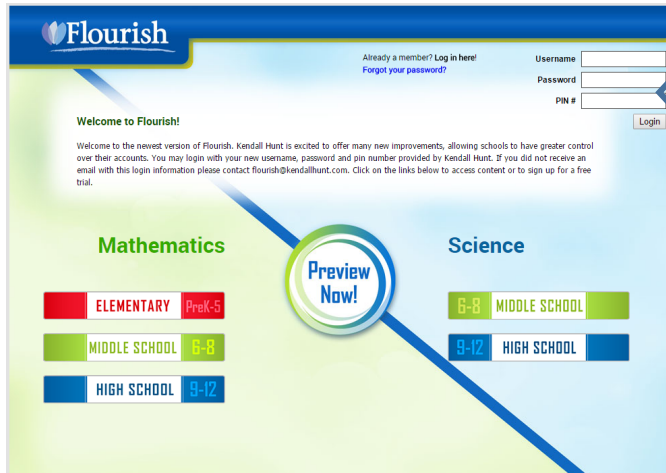 Flourish
Already a member? Log in here!
Forgot your password?
Username
Password
PIN #
Login
Welcome to Flourish!
Welcome to the newest version of Flourish. Kendall Hunt is excited to offer many new improvements, allowing schools to have greater control
over their accounts. You may login with your new username, password and pin number provided by Kendall Hunt. If you did not receive an
email with this login information please contact flourish@kendallhunt.com. Click on the links below to access content or to sign up for a free
trial.
Mathematics
ELEMENTARY PreK-5
MIDDLE SCHOOL 6-8
HIGH SCHOOL 9-12
Preview
Now!
Science
6-8 MIDDLE SCHOOL
9-12 HIGH SCHOOL